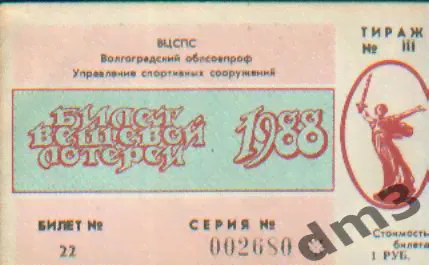 ВЦСПС
Волгоградский облсовпроф
Управление спортивных сооружений
ТИРАЖ
№ III
БИЛЕТ
ВЕЩЕВОЙ
ЛОТЕРЕИ
1988
БИЛЕТ №
22
СЕРИЯ №
002680
Стоимость
билета
1 РУБ.
dm3